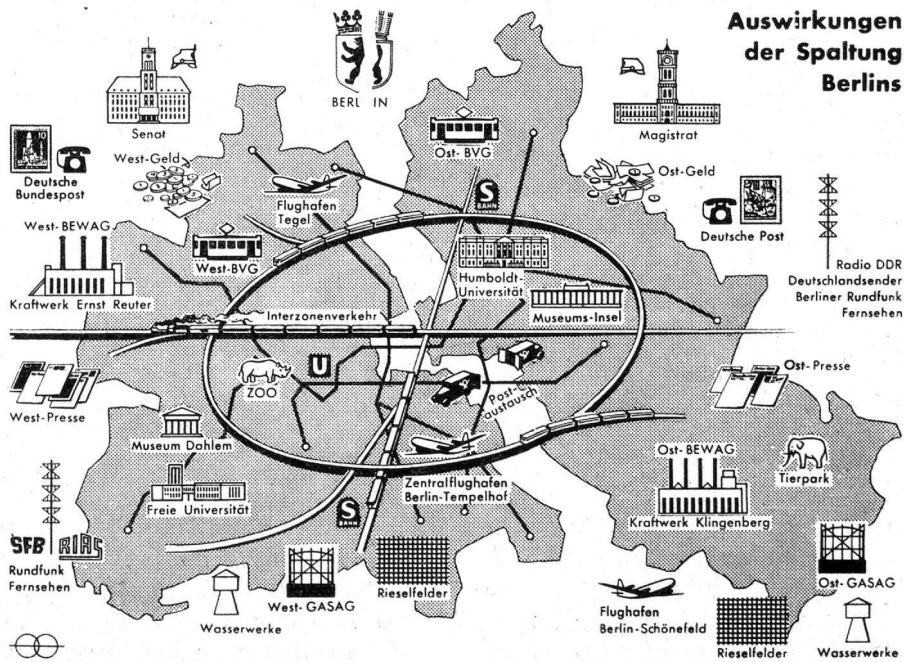 Auswirkungen
der Spaltung
Berlins
BERL IN
Senat
Magistrat
Ost-BVG
West-Geld
Ost-Geld
Deutsche
Bundespost
Flughafen
Tegel
S
BAHN
Deutsche Post
West-BEWAG
West-BVG
Humboldt-
Universität
Radio DDR
Deutschlandsender
Berliner Rundfunk
Fernsehen
Kraftwerk Ernst Reuter
Interzonenverkehr
Museums-Insel
U
ZOO
Post-
austausch
West-Presse
Ost-Presse
Museum Dahlem
Zentralflughafen
Berlin-Tempelhof
Ost-BEWAG
Tierpark
Freie Universität
S
BAHN
Kraftwerk Klingenberg
SFB RIAS
Rundfunk
Fernsehen
West-GASAG
Rieselfelder
Ost-GASAG
Wasserwerke
Flughafen
Berlin-Schönefeld
Rieselfelder
Wasserwerke